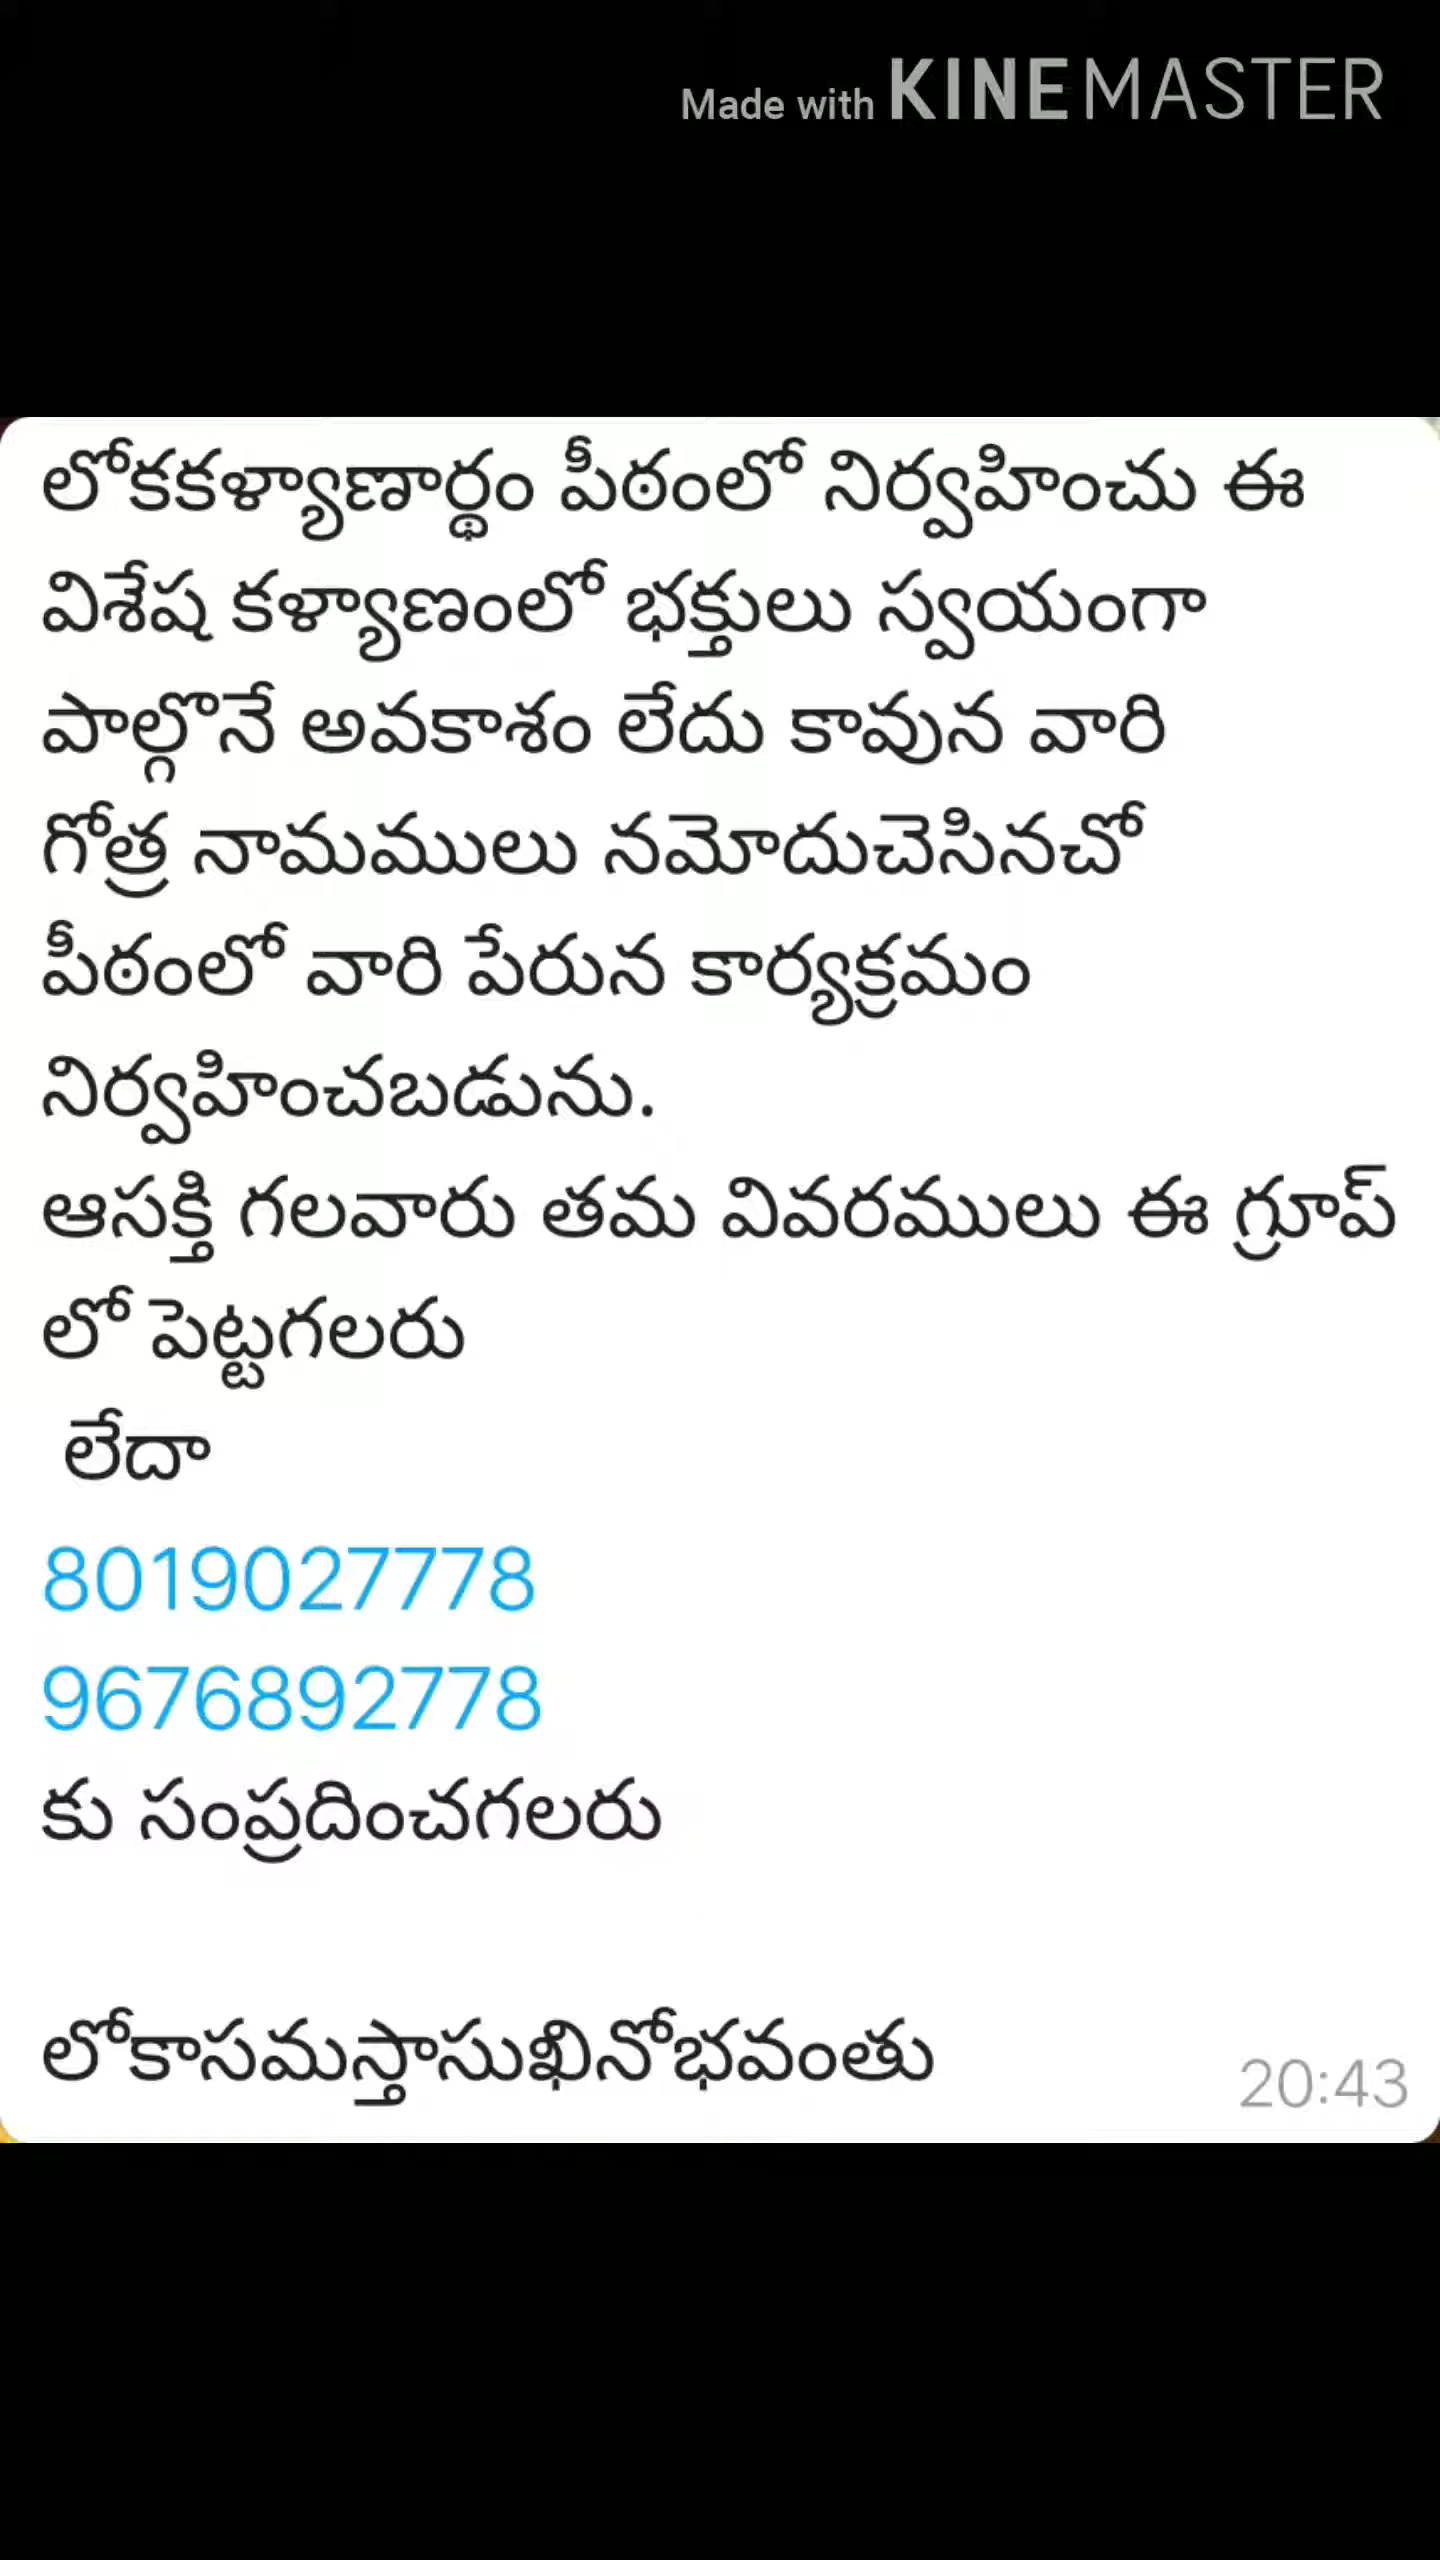 Made with KINEMASTER
లోకకళ్యాణార్థం పీఠంలో నిర్వహించు ఈ
విశేష కళ్యాణంలో భక్తులు స్వయంగా
పాల్గొనే అవకాశం లేదు కావున వారి
గోత్ర నామములు నమోదుచెసినచో
పీఠంలో వారి పేరున కార్యక్రమం
నిర్వహించబడును.
ఆసక్తి గలవారు తమ వివరములు ఈ గ్రూప్
లో పెట్టగలరు
లేదా
8019027778
9676892778
కు సంప్రదించగలరు
లోకాసమస్తాసుఖినోభవంతు
20:43